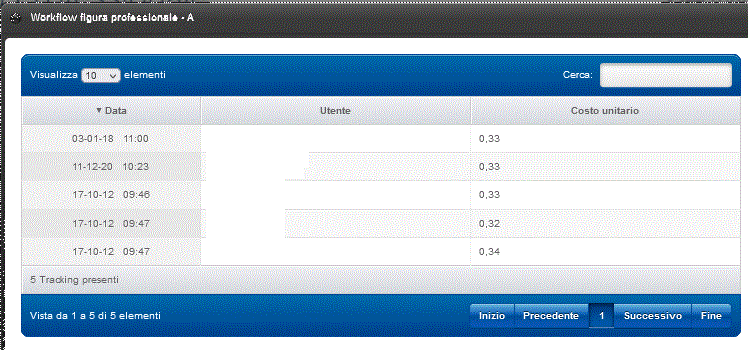 Workflow figura professionale - A
Visualizza 10 elementi Cerca:
Data Utente Costo unitario
03-01-18 11:00 0,33
11-12-20 10:23 0,33
17-10-12 09:46 0,33
17-10-12 09:47 0,32
17-10-12 09:47 0,34
5 Tracking presenti
Vista da 1 a 5 di 5 elementi Inizio Precedente 1 Successivo Fine